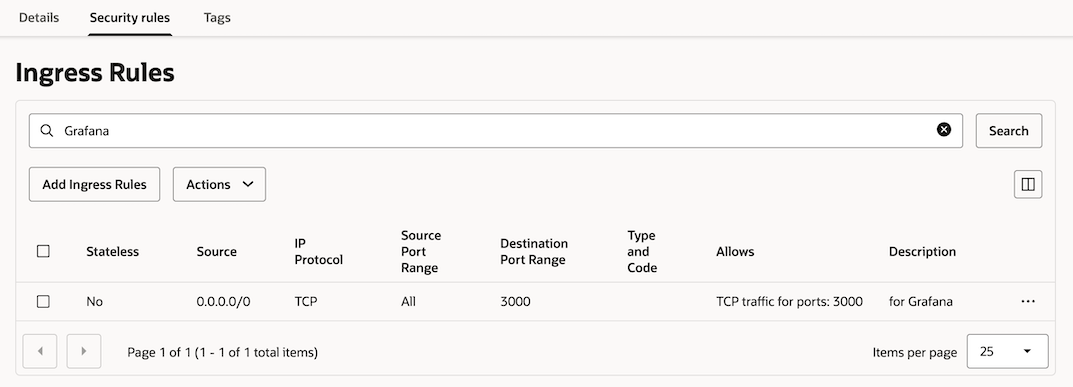 Details Security rules Tags
Ingress Rules
Grafana Search
Add Ingress Rules Actions
Stateless Source IP Protocol Source Port Range Destination Port Range Type and Code Allows Description
No 0.0.0.0/0 TCP All 3000 TCP traffic for ports: 3000 for Grafana ...
Page 1 of 1 (1 - 1 of 1 total items) Items per page 25